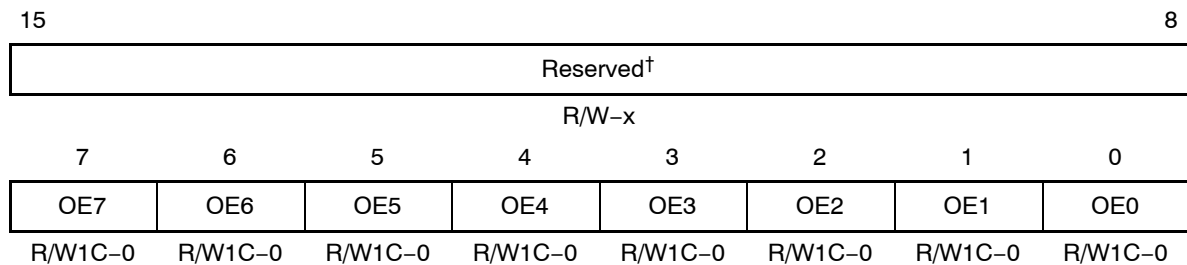 15 8
Reserved†
R/W−x
7 6 5 4 3 2 1 0
OE7 OE6 OE5 OE4 OE3 OE2 OE1 OE0
R/W1C−0 R/W1C−0 R/W1C−0 R/W1C−0 R/W1C−0 R/W1C−0 R/W1C−0 R/W1C−0